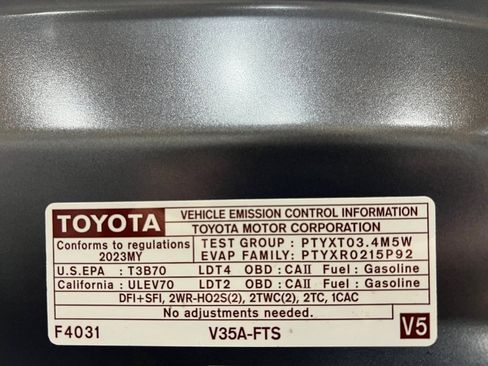 TOYOTA VEHICLE EMISSION CONTROL INFORMATION
TOYOTA MOTOR CORPORATION
Conforms to regulations TEST GROUP : PTYXT03.4M5W
2023MY EVAP FAMILY: PTYXR0215P92
U.S.EPA : T3B70 LDT4 OBD : CAII Fuel : Gasoline
California : ULEV70 LDT2 OBD : CAII Fuel : Gasoline
DFI+SFI, 2WR-HO2S(2), 2TWC(2), 2TC, 1CAC
No adjustments needed.
F4031 V35A-FTS V5